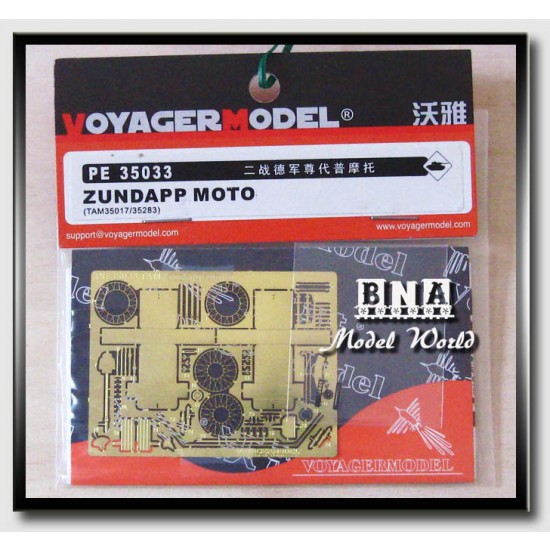 VOYAGERMODEL® 沃雅
PE 35033 二战德军尊代普摩托
ZUNDAPP MOTO
(TAM35017/35283)
support@voyagermodel.com www.voyagermodel.com
BNA
Model World
VOYAGERMODEL